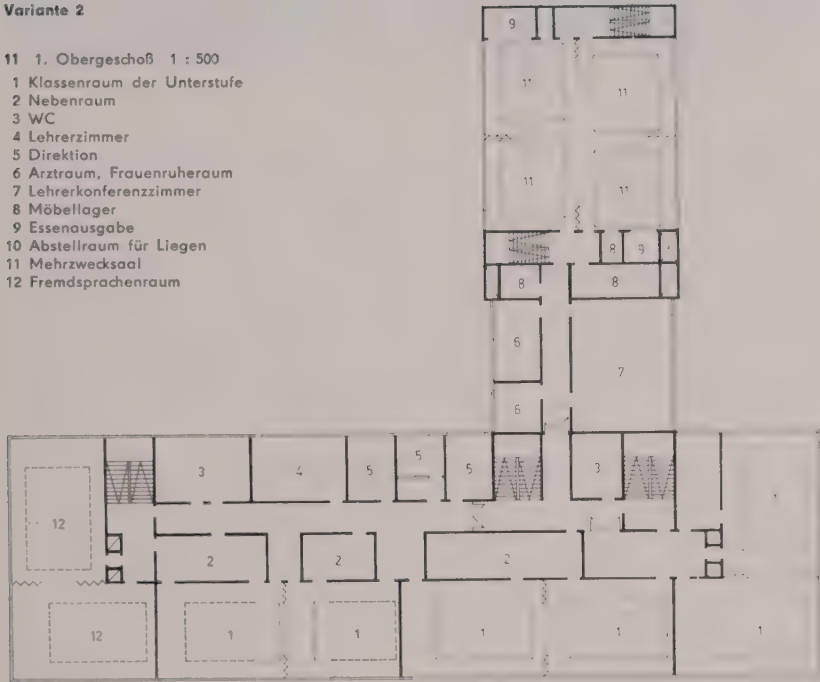 Variante 2
11 1. Obergeschoß 1 : 500
1 Klassenraum der Unterstufe
2 Nebenraum
3 WC
4 Lehrerzimmer
5 Direktion
6 Arztraum, Frauenruheraum
7 Lehrerkonferenzzimmer
8 Möbellager
9 Essenausgabe
10 Abstellraum für Liegen
11 Mehrzwecksaal
12 Fremdsprachenraum
9
11 11
11 11
8 9
8 8
6
7
6
3 4 5 5 5 3
12
2 2 2
12 1 1 1 1 1